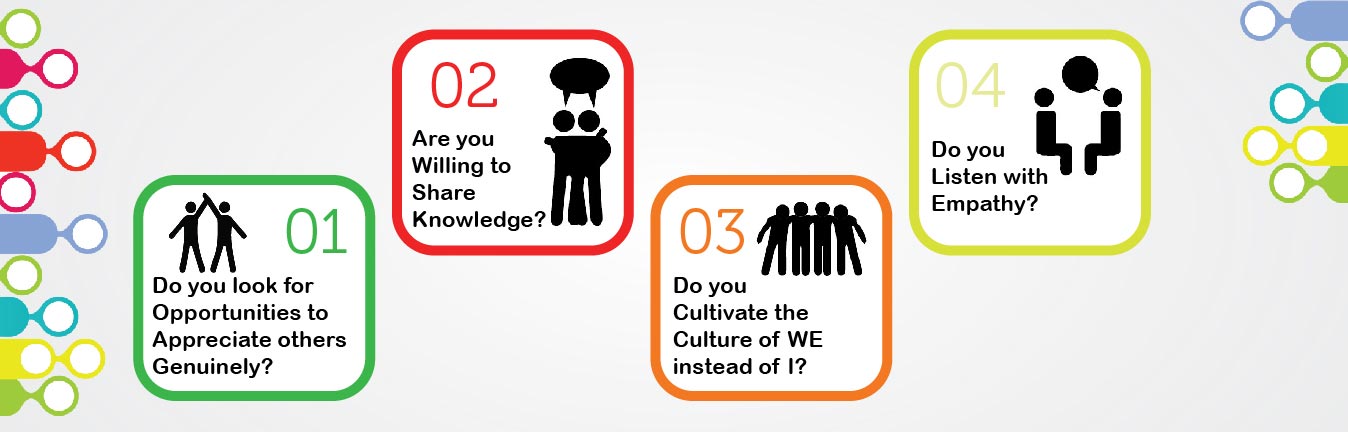 01
Do you look for
Opportunities to
Appreciate others
Genuinely?
02
Are you
Willing to
Share
Knowledge?
03
Do you
Cultivate the
Culture of WE
instead of I?
04
Do you
Listen with
Empathy?